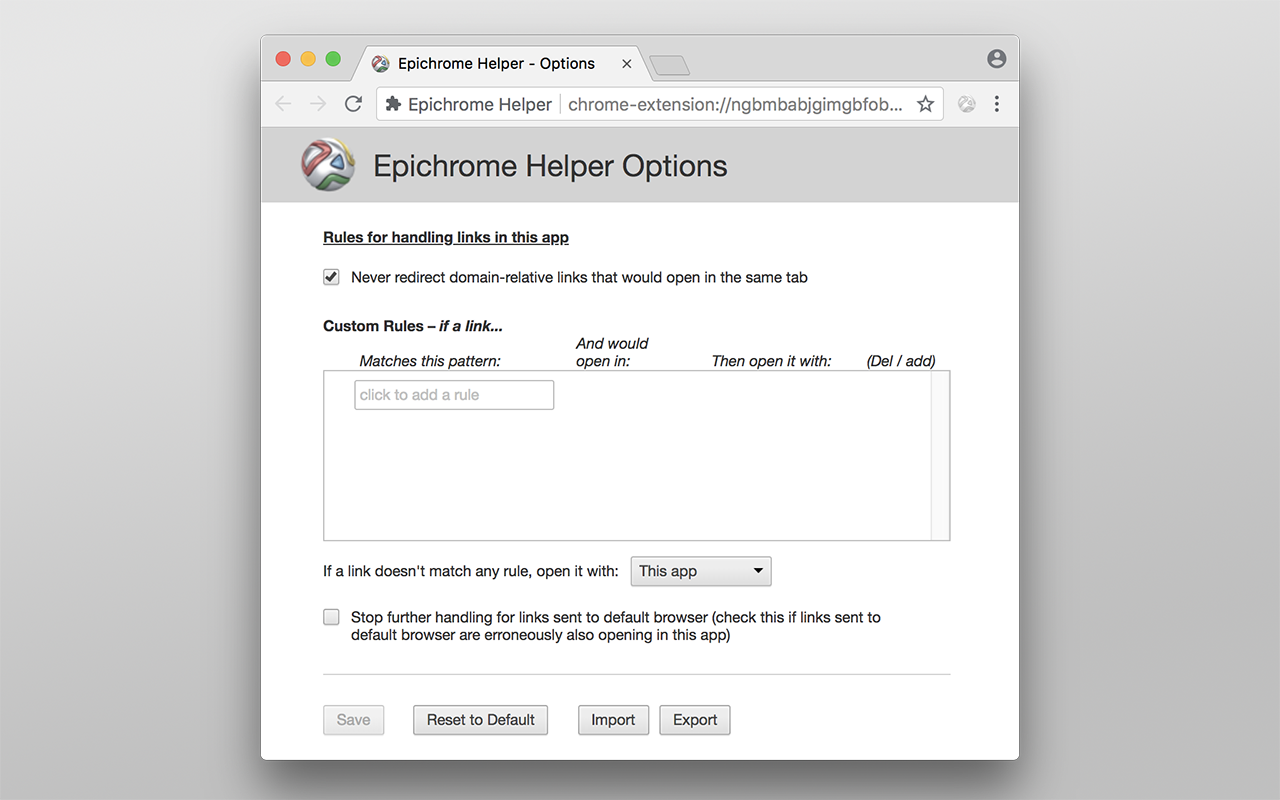 Epichrome Helper - Options
Epichrome Helper
chrome-extension://ngbmbabjgimgbfob...
Epichrome Helper Options
Rules for handling links in this app
Never redirect domain-relative links that would open in the same tab
Custom Rules – if a link...
And would
Matches this pattern: open in: Then open it with: (Del / add)
click to add a rule
If a link doesn't match any rule, open it with: This app
Stop further handling for links sent to default browser (check this if links sent to
default browser are erroneously also opening in this app)
Save Reset to Default Import Export